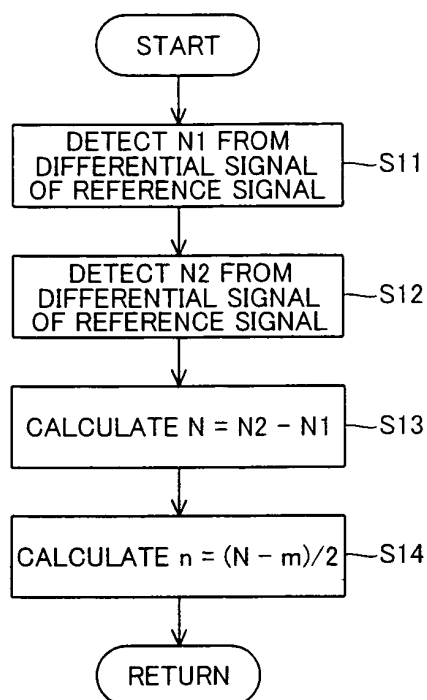 START
DETECT N1 FROM
DIFFERENTIAL SIGNAL
OF REFERENCE SIGNAL
S11
DETECT N2 FROM
DIFFERENTIAL SIGNAL
OF REFERENCE SIGNAL
S12
CALCULATE N = N2 - N1
S13
CALCULATE n = (N - m)/2
S14
RETURN